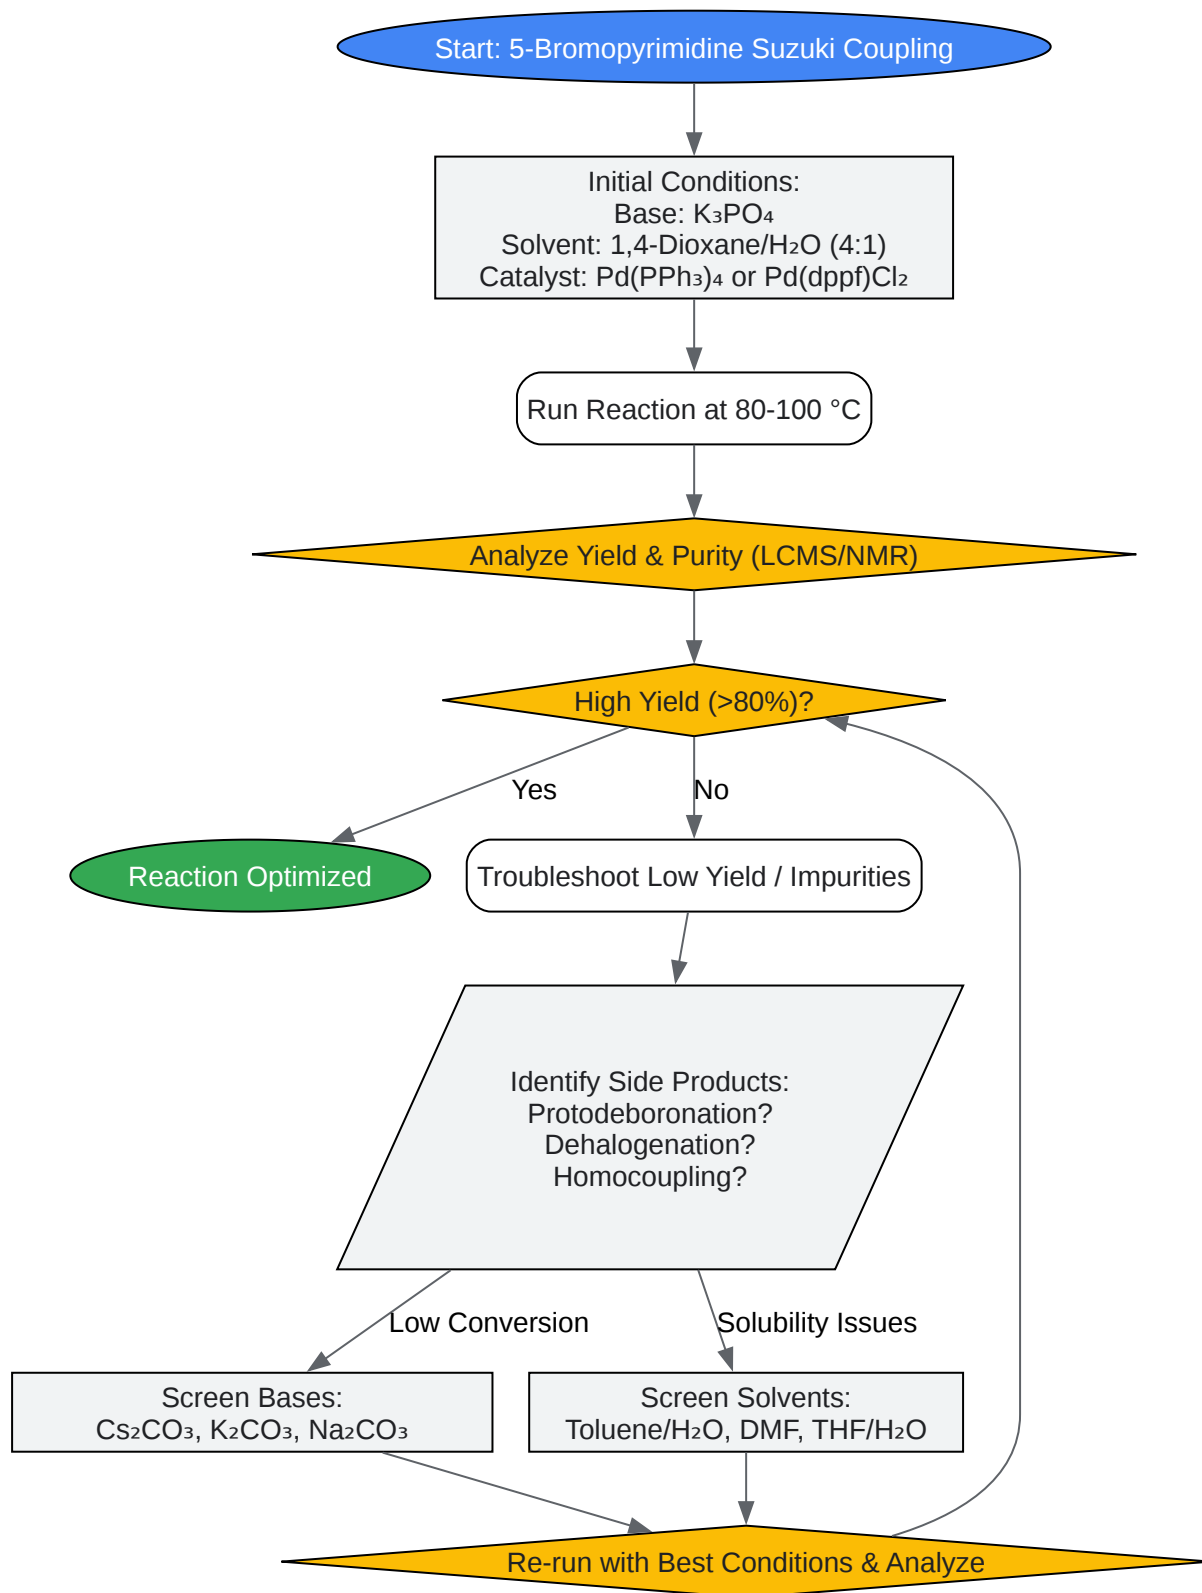 Start: 5-Bromopyrimidine Suzuki Coupling
Initial Conditions:
Base: K₃PO₄
Solvent: 1,4-Dioxane/H₂O (4:1)
Catalyst: Pd(PPh₃)₄ or Pd(dppf)Cl₂
Run Reaction at 80-100 °C
Analyze Yield & Purity (LCMS/NMR)
High Yield (>80%)?
Yes
No
Reaction Optimized
Troubleshoot Low Yield / Impurities
Identify Side Products:
Protodeboronation?
Dehalogenation?
Homocoupling?
Low Conversion
Solubility Issues
Screen Bases:
Cs₂CO₃, K₂CO₃, Na₂CO₃
Screen Solvents:
Toluene/H₂O, DMF, THF/H₂O
Re-run with Best Conditions & Analyze